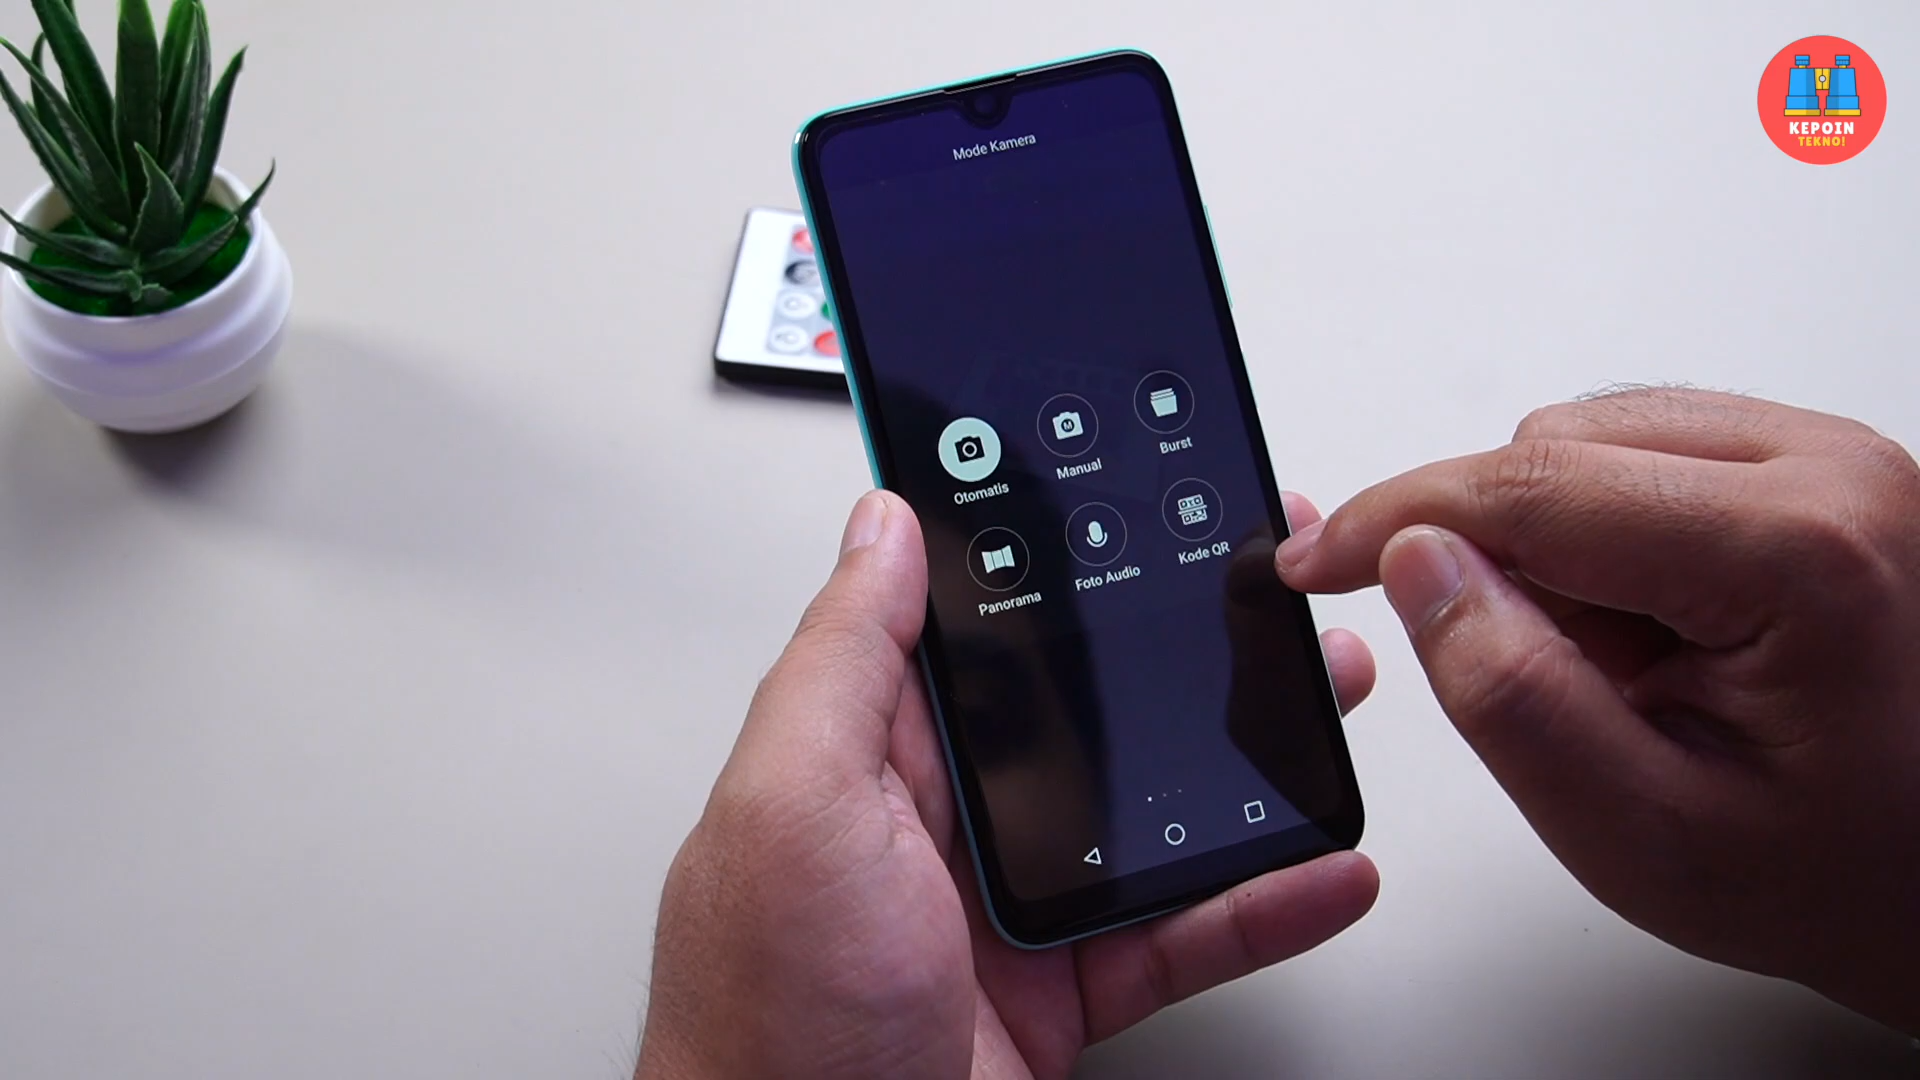 KEPOIN
TEKNO!
Mode Kamera
Otomatis
Manual
Burst
Panorama
Foto Audio
Kode QR